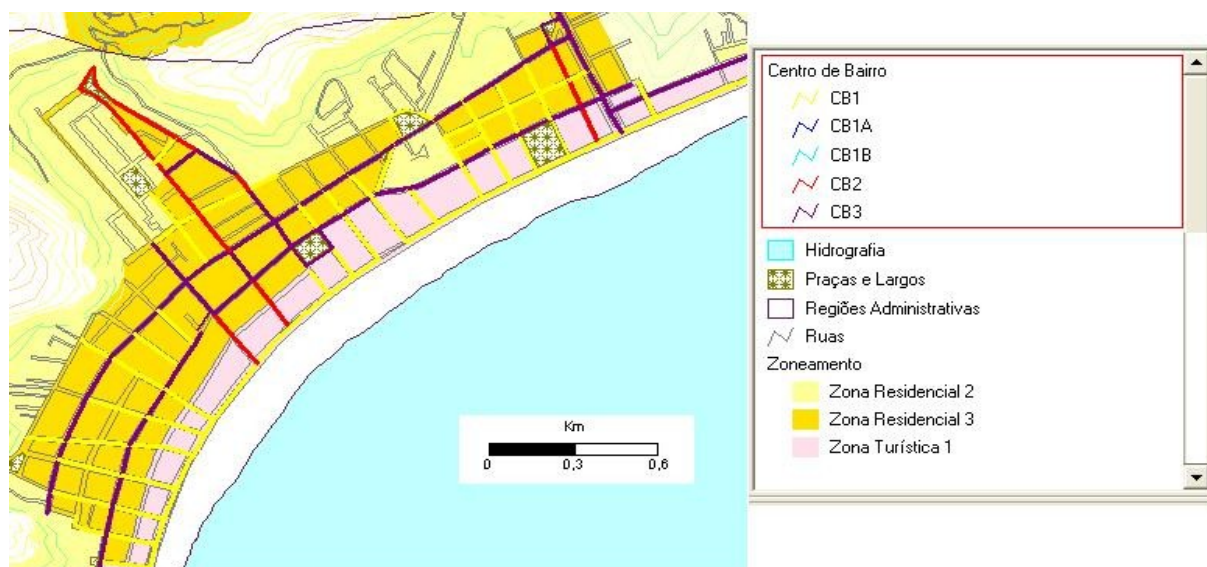 Km
0 0,3 0,6
Centro de Bairro
CB1
CB1A
CB1B
CB2
CB3
Hidrografia
Praças e Largos
Regiões Administrativas
Ruas
Zoneamento
Zona Residencial 2
Zona Residencial 3
Zona Turística 1